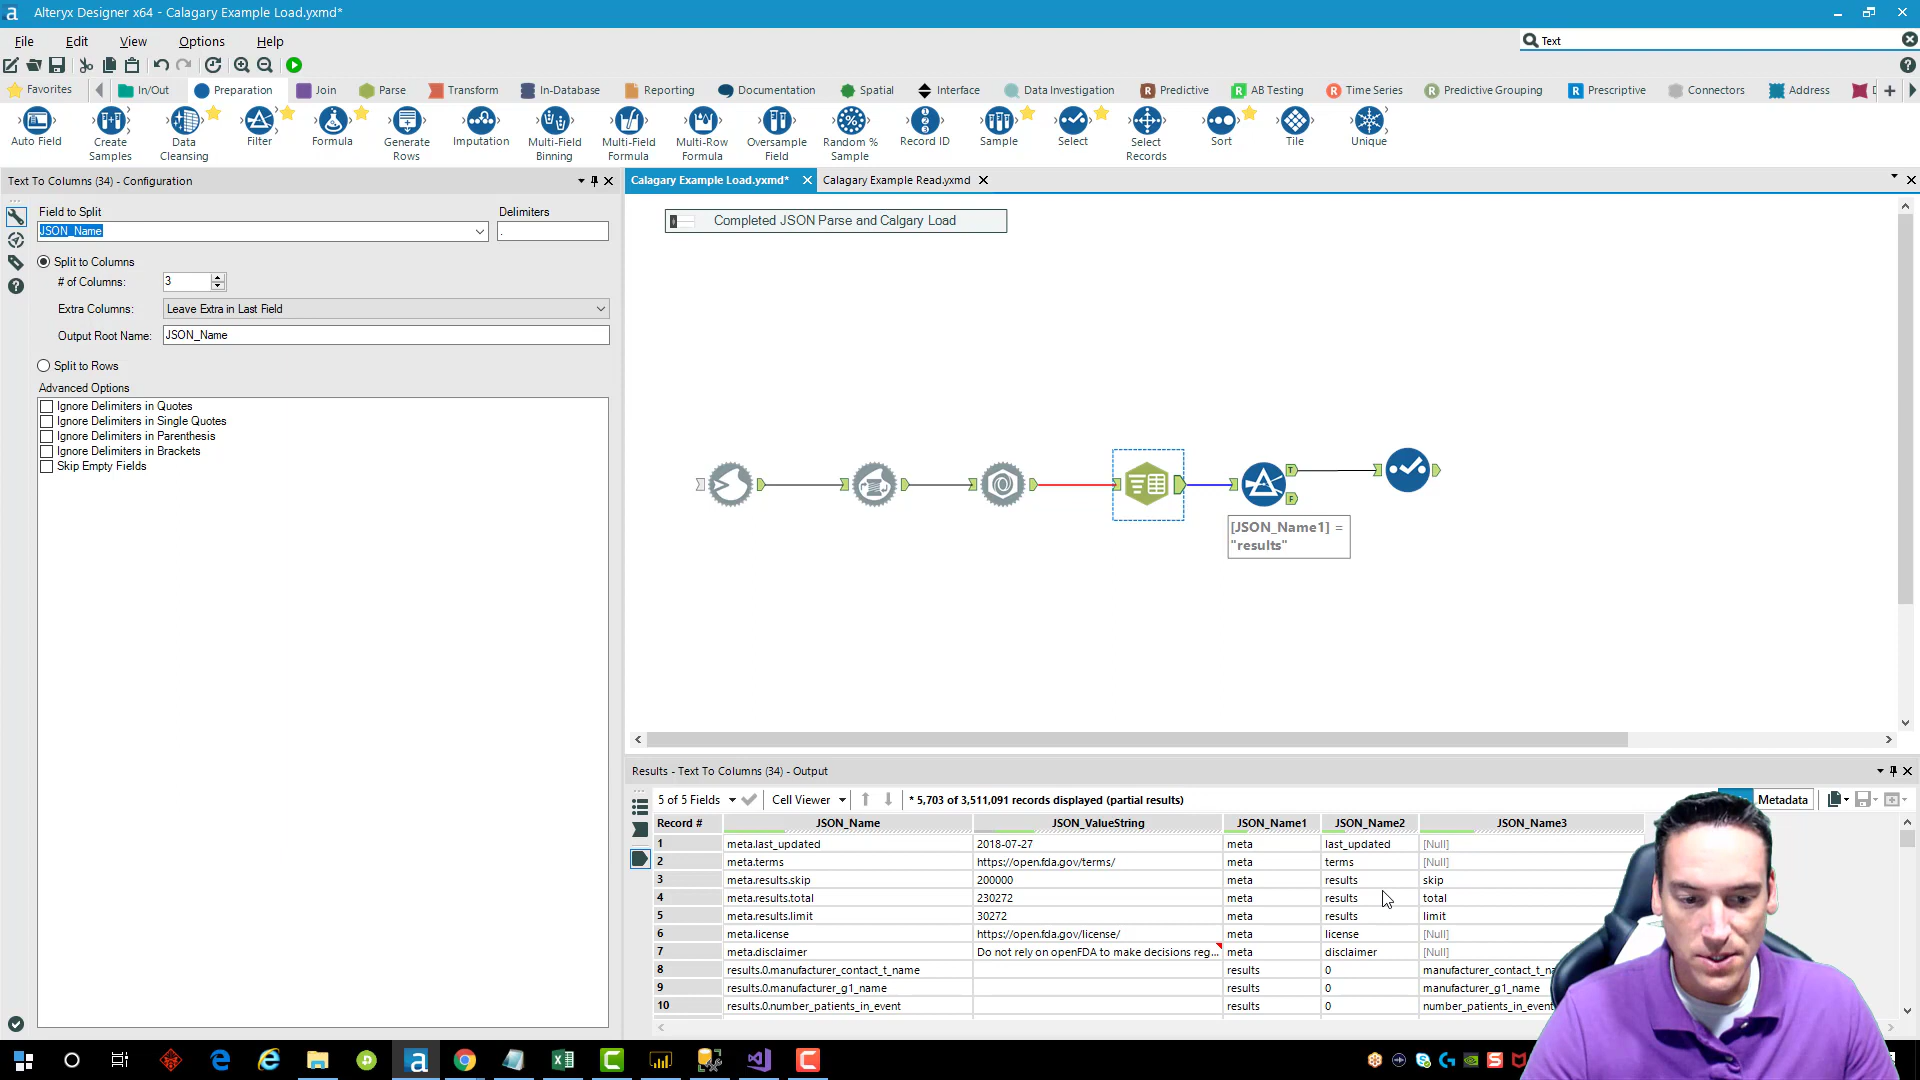 Alteryx Designer x64 - Calagary Example Load.yxmd*
File Edit View Options Help
Text
Favorites In/Out Preparation Join Parse Transform In-Database Reporting Documentation Spatial Interface Data Investigation Predictive AB Testing Time Series Predictive Grouping Prescriptive Connectors Address
Auto Field Create Samples Data Cleansing Filter Formula Generate Rows Imputation Multi-Field Binning Multi-Field Formula Multi-Row Formula Oversample Field Random % Sample Record ID Sample Select Select Records Sort Tile Unique
Text To Columns (34) - Configuration
Calagary Example Load.yxmd* Calagary Example Read.yxmd
Field to Split Delimiters
JSON_Name .
Split to Columns
# of Columns: 3
Extra Columns: Leave Extra in Last Field
Output Root Name: JSON_Name
Split to Rows
Advanced Options
Ignore Delimiters in Quotes
Ignore Delimiters in Single Quotes
Ignore Delimiters in Parenthesis
Ignore Delimiters in Brackets
Skip Empty Fields
Completed JSON Parse and Calgary Load
T
F
[JSON_Name1] =
"results"
Results - Text To Columns (34) - Output
5 of 5 Fields Cell Viewer * 5,703 of 3,511,091 records displayed (partial results) Metadata
Record # JSON_Name JSON_ValueString JSON_Name1 JSON_Name2 JSON_Name3
1 meta.last_updated 2018-07-27 meta last_updated [Null]
2 meta.terms https://open.fda.gov/terms/ meta terms [Null]
3 meta.results.skip 200000 meta results skip
4 meta.results.total 230272 meta results total
5 meta.results.limit 30272 meta results limit
6 meta.license https://open.fda.gov/license/ meta license [Null]
7 meta.disclaimer Do not rely on openFDA to make decisions reg... meta disclaimer [Null]
8 results.0.manufacturer_contact_t_name results 0 manufacturer_contact_t_na
9 results.0.manufacturer_g1_name results 0 manufacturer_g1_name
10 results.0.number_patients_in_event results 0 number_patients_in_event